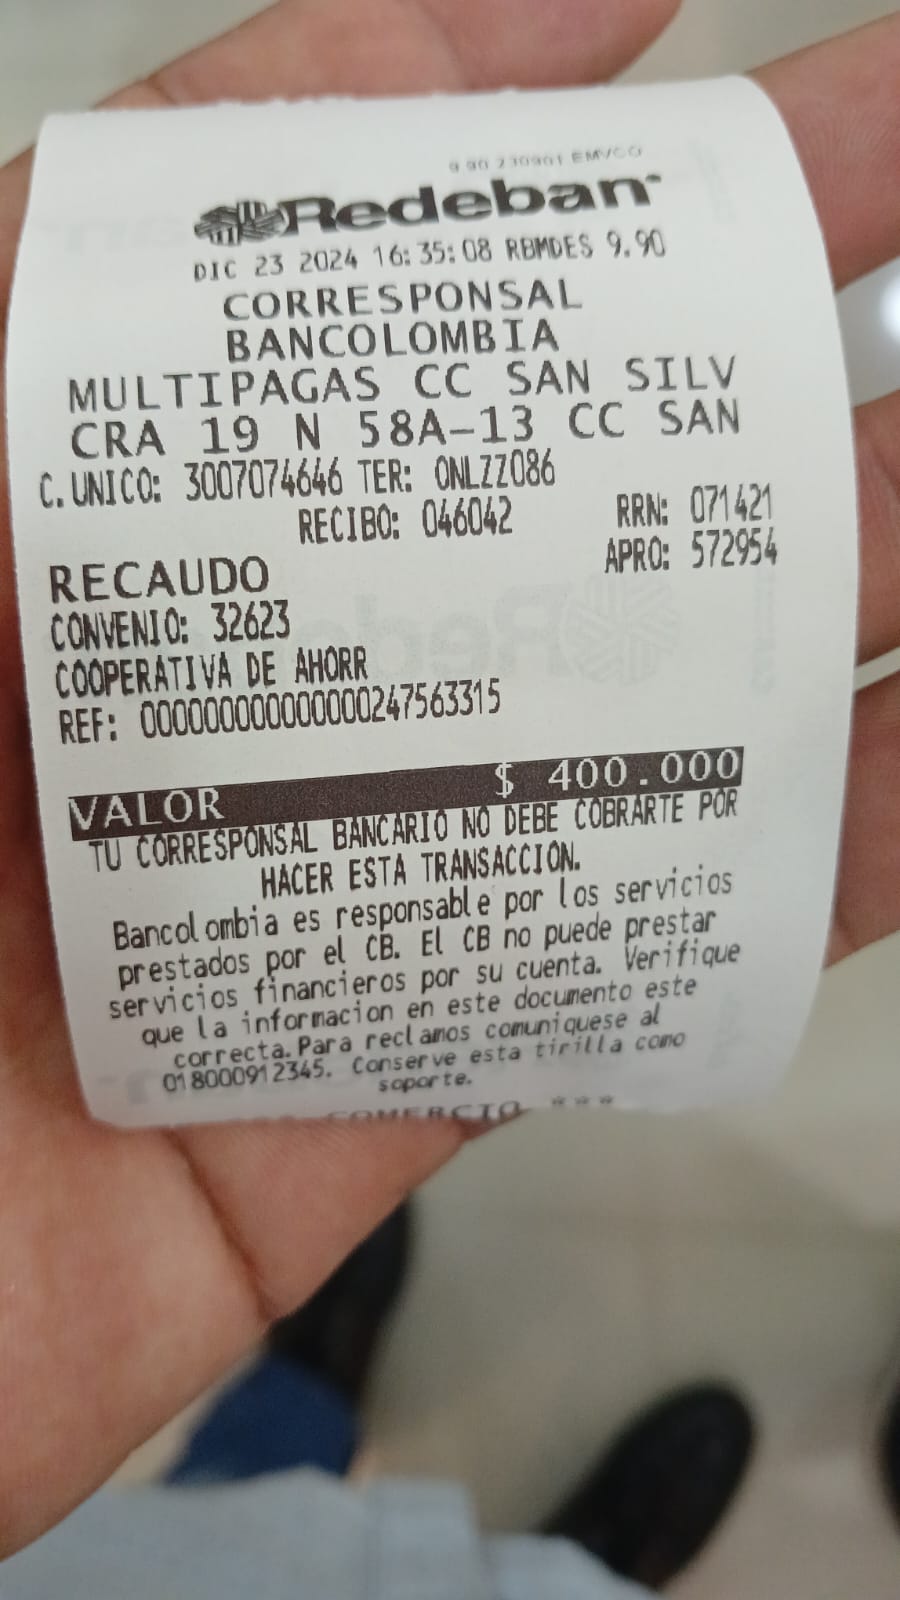 9.90 230901 EMVCO
Redeban
DIC 23 2024 16:35:08 RBMDES 9.90
CORRESPONSAL
BANCOLOMBIA
MULTIPAGAS CC SAN SILV
CRA 19 N 58A-13 CC SAN
C.UNICO: 3007074646 TER: ONLZZ086
RECIBO: 046042 RRN: 071421
APRO: 572954
RECAUDO
CONVENIO: 32623
COOPERATIVA DE AHORR
REF: 000000000000000247563315
VALOR $ 400.000
TU CORRESPONSAL BANCARIO NO DEBE COBRARTE POR
HACER ESTA TRANSACCION.
Bancolombia es responsable por los servicios
prestados por el CB. El CB no puede prestar
servicios financieros por su cuenta. Verifique
que la informacion en este documento este
correcta.Para reclamos comuniquese al
018000912345. Conserve esta tirilla como
soporte.
COMERCIO ***